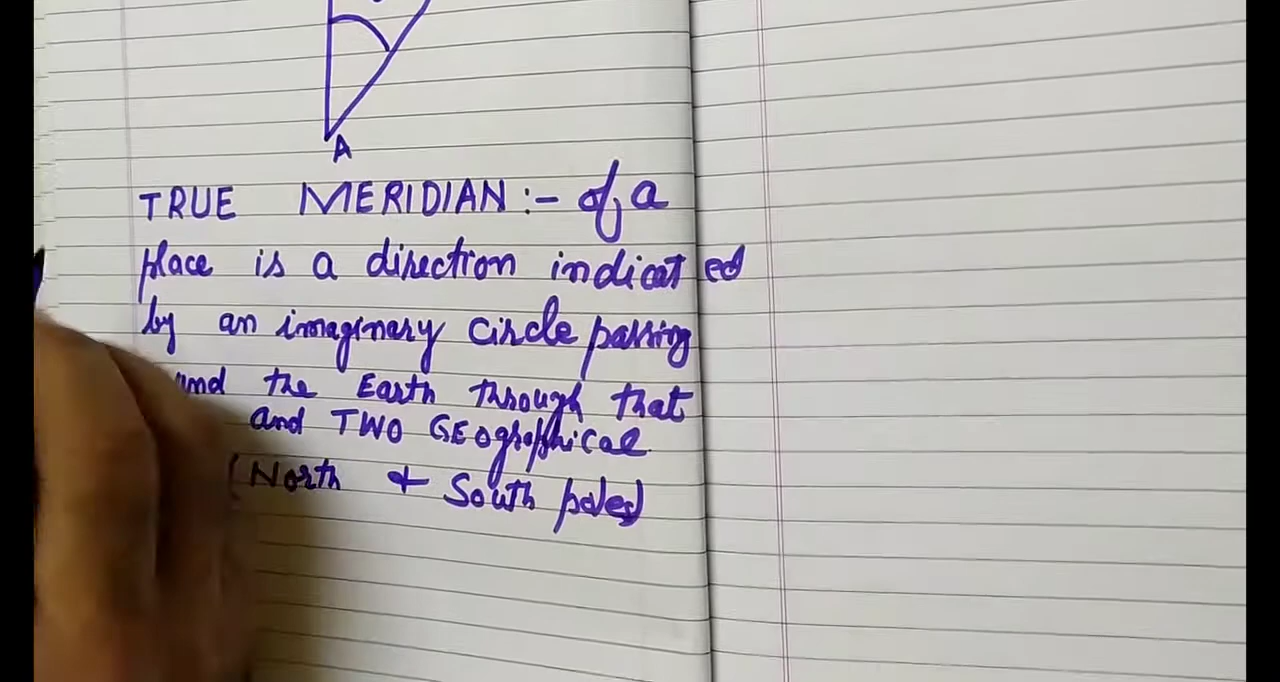 A
TRUE MERIDIAN :- of a
place is a direction indicated
by an imaginary circle passing
the Earth through that
and TWO GEographical
(North & South poles)